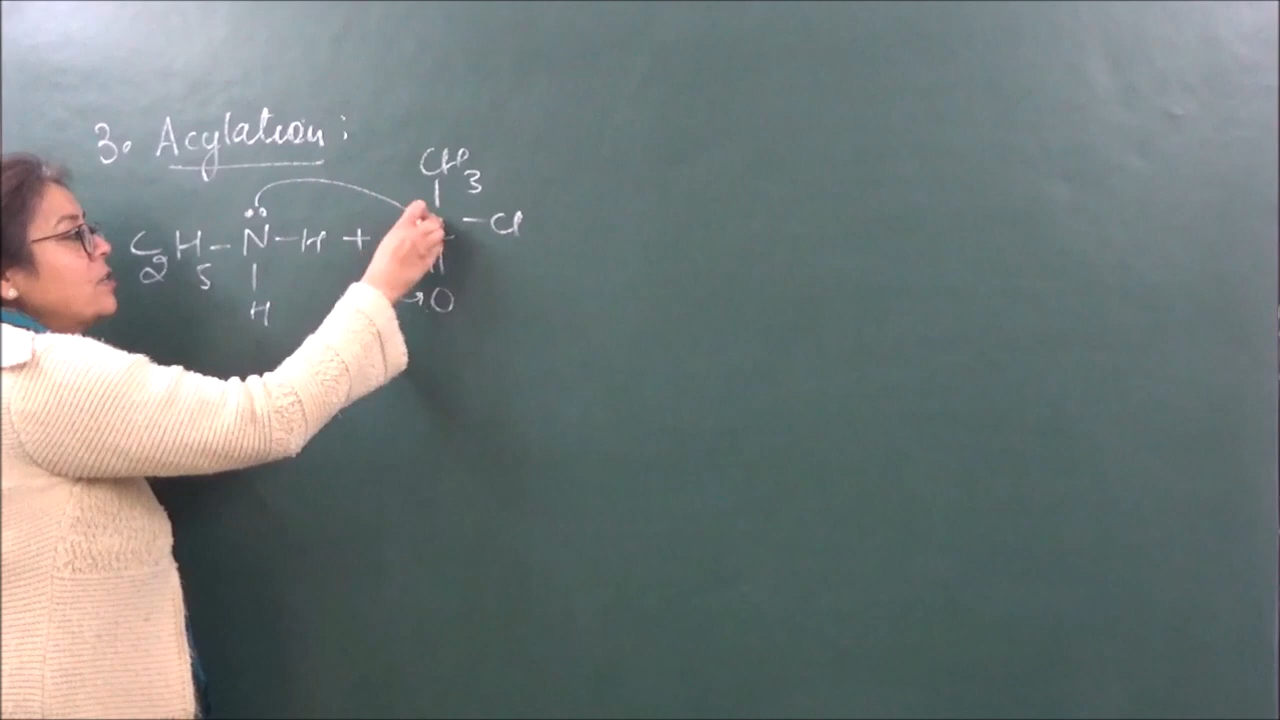 3. Acylation:
CH3
C2H5-N̈-H + -Cl
H O